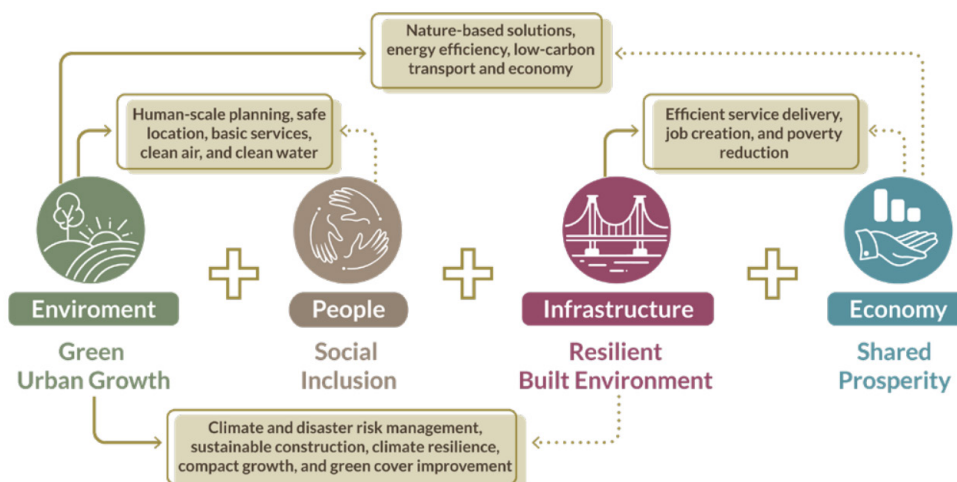 Nature-based solutions,
energy efficiency, low-carbon
transport and economy
Human-scale planning, safe
location, basic services,
clean air, and clean water
Efficient service delivery,
job creation, and poverty
reduction
Enviroment
People
Infrastructure
Economy
Green
Urban Growth
Social
Inclusion
Resilient
Built Environment
Shared
Prosperity
Climate and disaster risk management,
sustainable construction, climate resilience,
compact growth, and green cover improvement